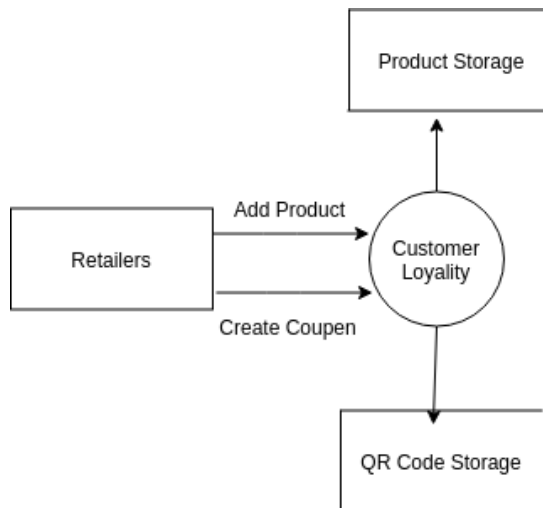 Product Storage
Add Product
Retailers
Customer
Loyality
Create Coupen
QR Code Storage